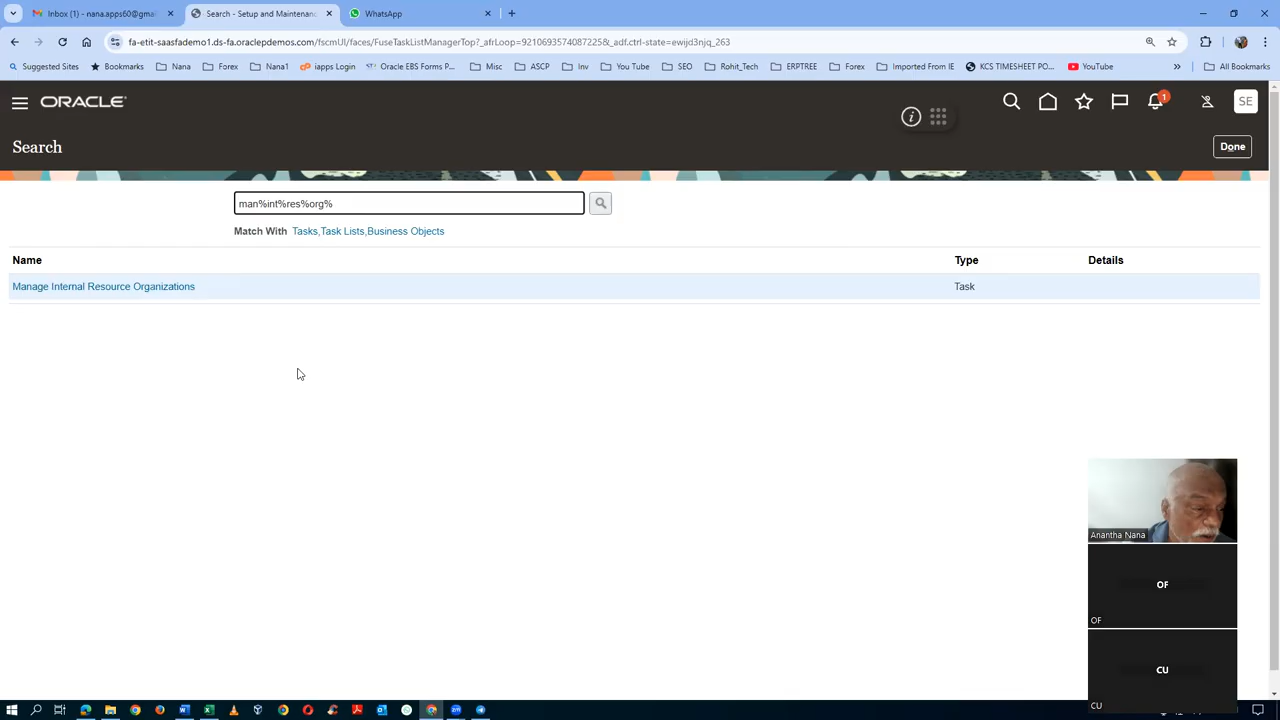 Inbox (1) - nana.apps60@gmai
Search - Setup and Maintenanc
WhatsApp
fa-etit-saasfademo1.ds-fa.oraclepdemos.com/fscmUI/faces/FuseTaskListManagerTop?_afrLoop=92106935740872258&_adf.ctrl-state=ewijd3njq_263
Suggested Sites
Bookmarks
Nana
Forex
Nana1
iapps Login
Oracle EBS Forms P...
Misc
ASCP
Inv
You Tube
SEO
Rohit_Tech
ERPTREE
Forex
Imported From IE
KCS TIMESHEET PO...
YouTube
»
All Bookmarks
ORACLE
1
SE
Search
Done
man%int%res%org%
Match With Tasks,Task Lists,Business Objects
Name Type Details
Manage Internal Resource Organizations Task
Anantha Nana
OF
OF
CU
CU